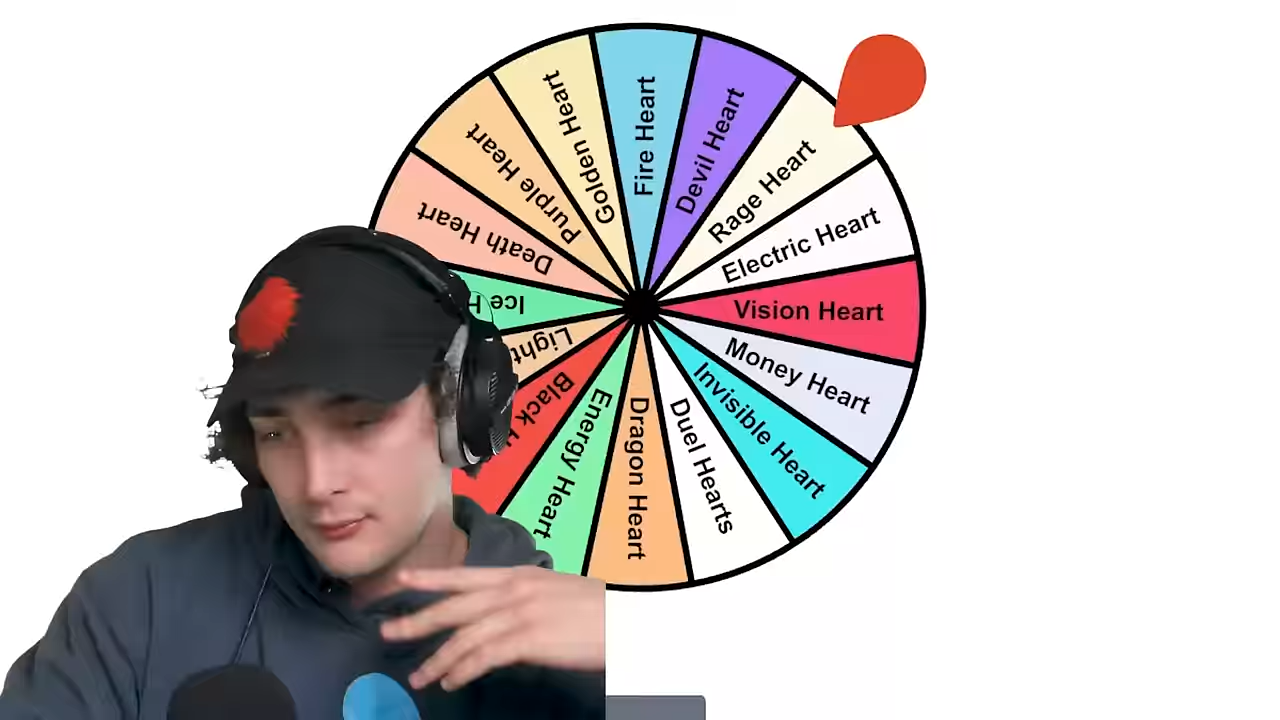 Fire Heart
Devil Heart
Rage Heart
Electric Heart
Vision Heart
Money Heart
Invisible Heart
Duel Hearts
Dragon Heart
Energy Heart
Black
Light
Ice
Death Heart
Purple Heart
Golden Heart